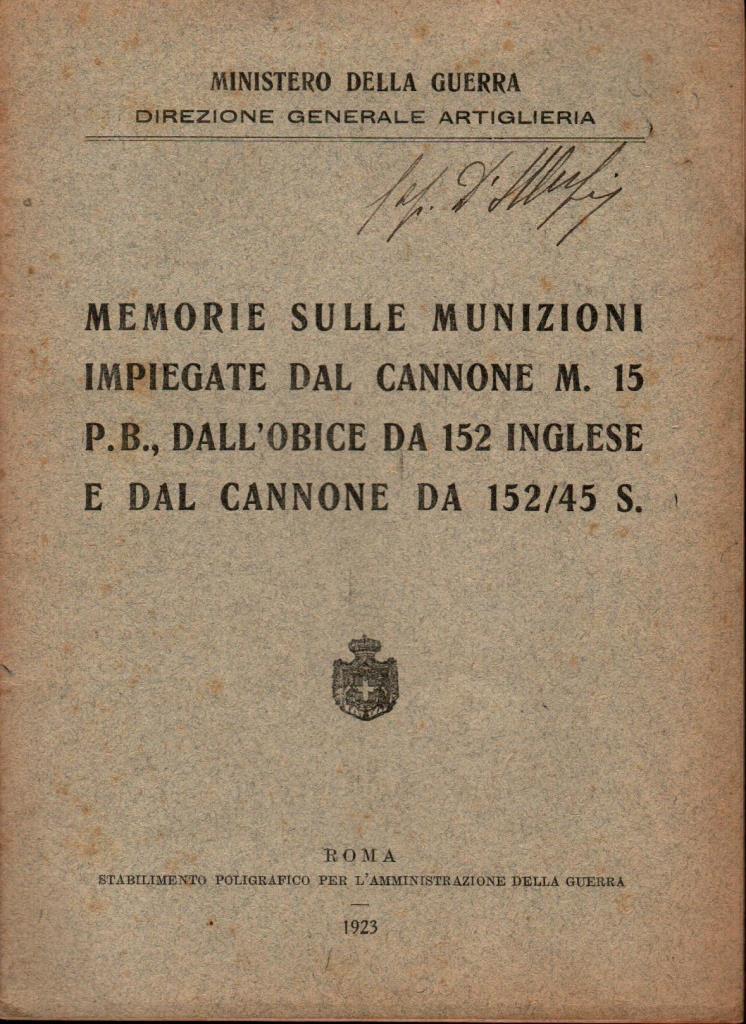 MINISTERO DELLA GUERRA
DIREZIONE GENERALE ARTIGLIERIA
MEMORIE SULLE MUNIZIONI
IMPIEGATE DAL CANNONE M. 15
P.B., DALL'OBICE DA 152 INGLESE
E DAL CANNONE DA 152/45 S.
ROMA
STABILIMENTO POLIGRAFICO PER L'AMMINISTRAZIONE DELLA GUERRA
1923